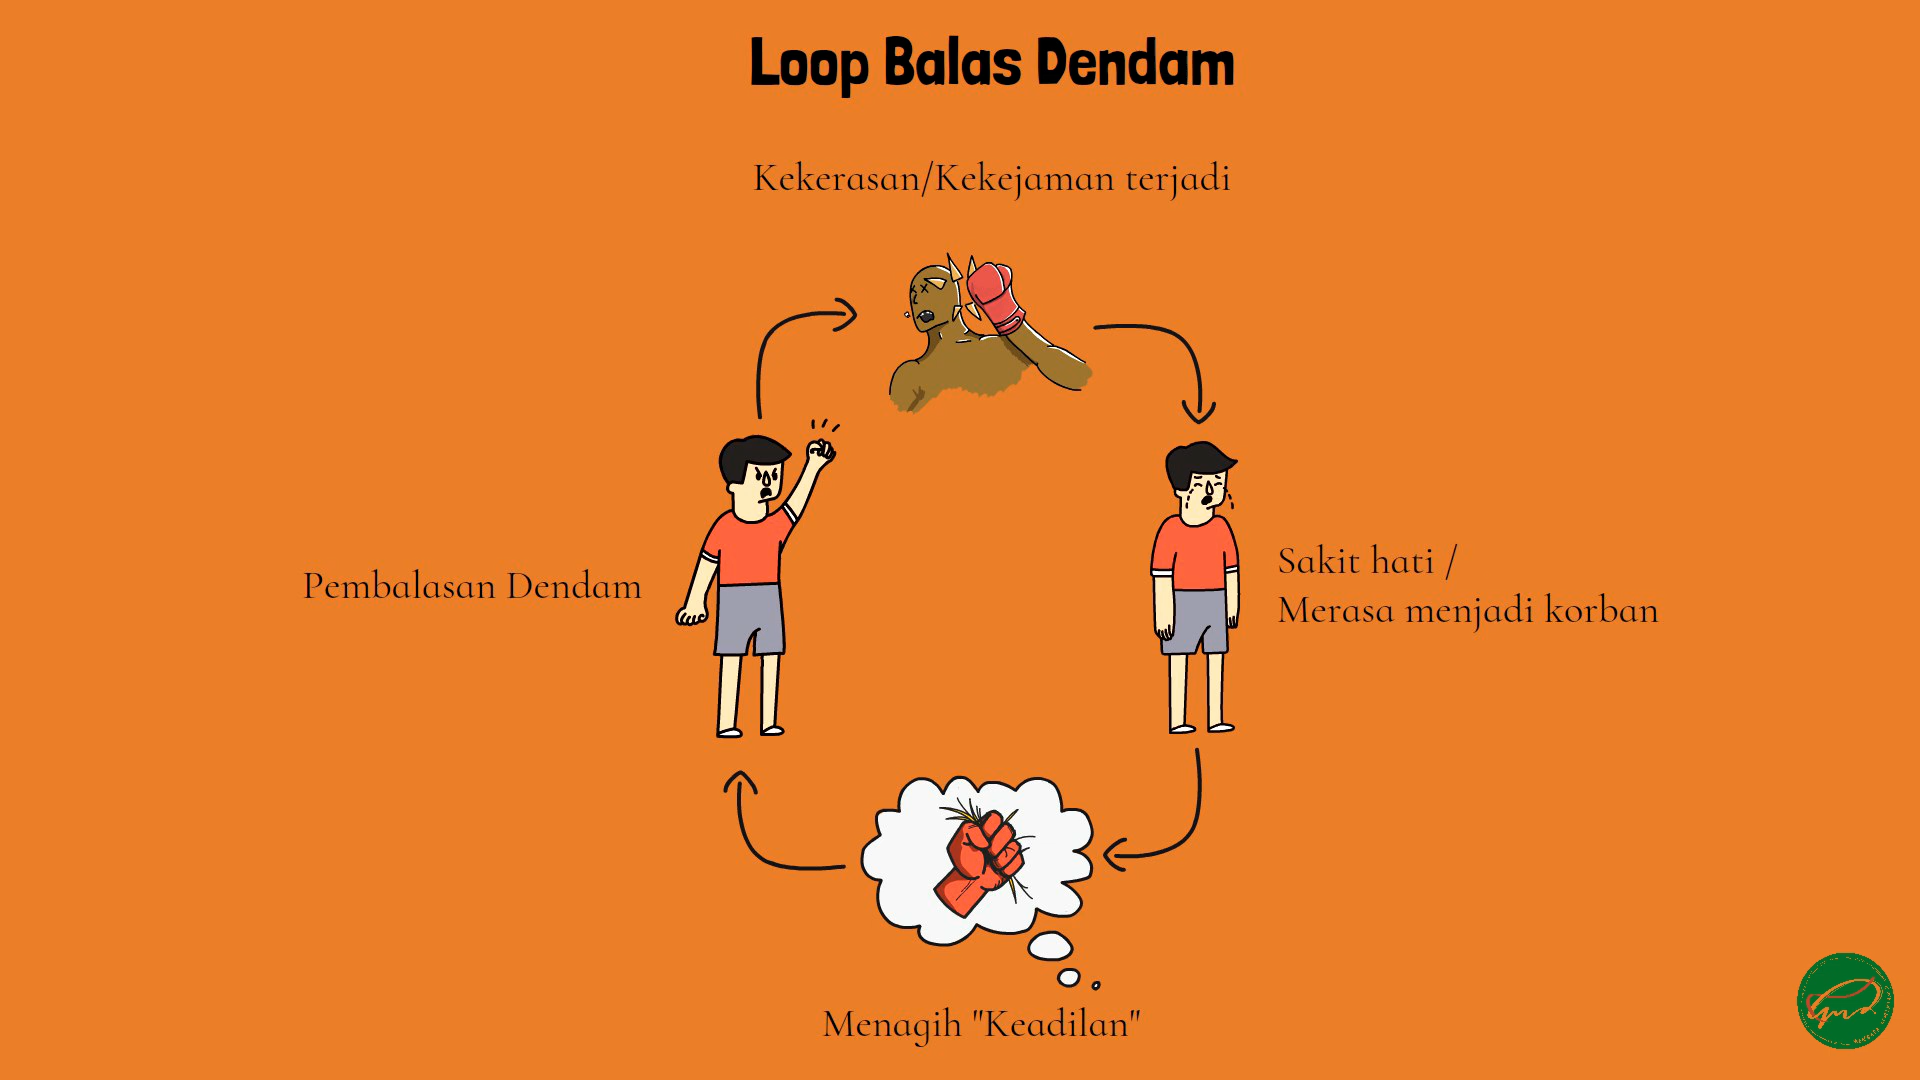 Loop Balas Dendam
Kekerasan/Kekejaman terjadi
Pembalasan Dendam
Sakit hati /
Merasa menjadi korban
Menagih "Keadilan"